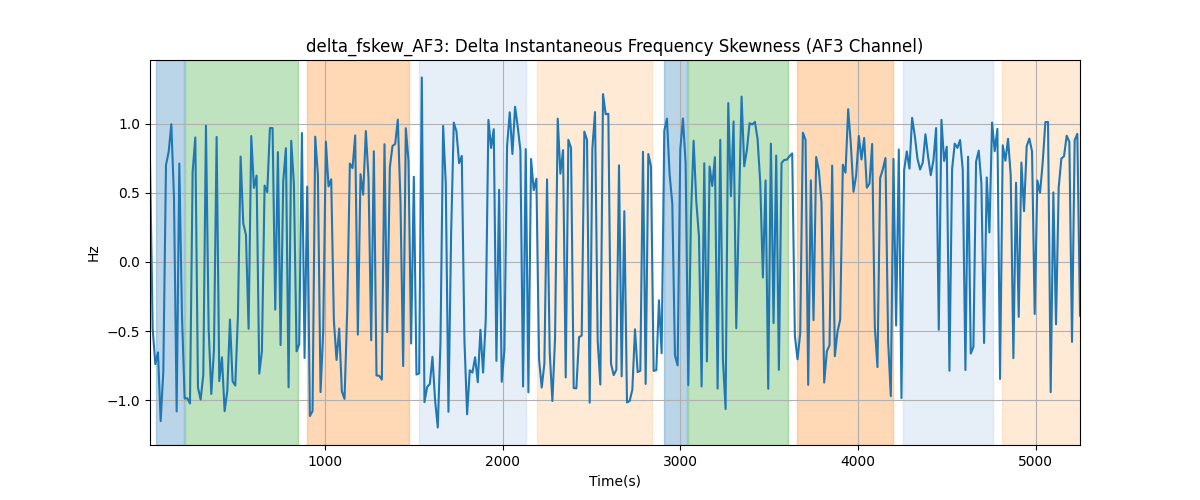 delta_fskew_AF3: Delta Instantaneous Frequency Skewness (AF3 Channel)
Hz
1.0
0.5
0.0
−0.5
−1.0
1000 2000 3000 4000 5000
Time(s)